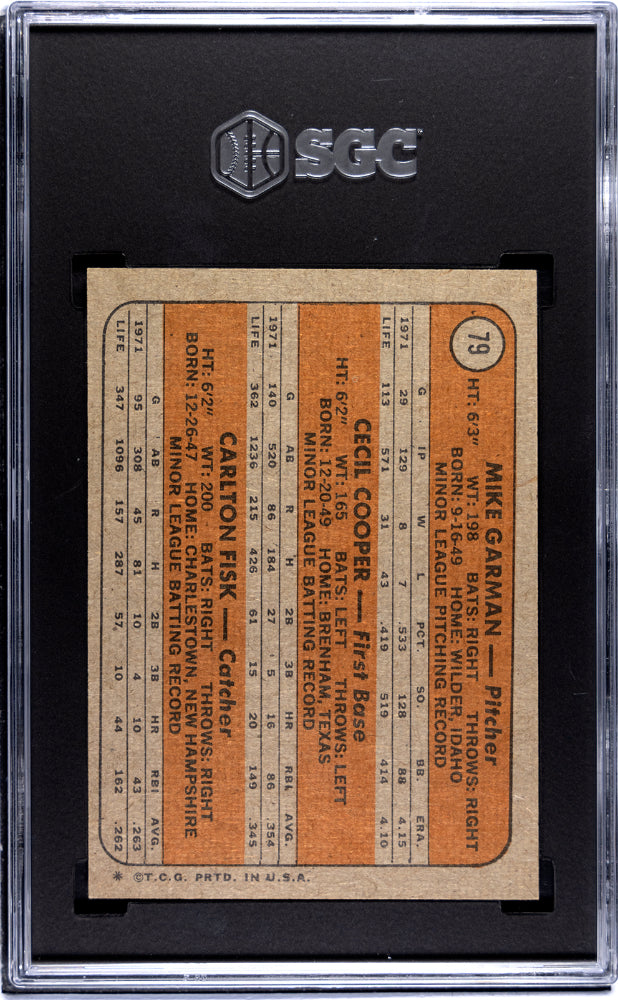 SGC
79
MIKE GARMAN — Pitcher
HT: 6'3" WT: 198 BATS: RIGHT THROWS: RIGHT
BORN: 9-16-49 HOME: WILDER, IDAHO
MINOR LEAGUE PITCHING RECORD
G IP W L PCT. SO. BB. ERA.
1971 29 129 8 7 .533 128 88 4.15
LIFE 113 571 31 43 .419 519 414 4.10
CECIL COOPER — First Base
HT: 6'2" WT: 165 BATS: LEFT THROWS: LEFT
BORN: 12-20-49 HOME: BRENHAM, TEXAS
MINOR LEAGUE BATTING RECORD
G AB R H 2B 3B HR RBI AVG.
1971 140 520 86 184 27 5 16 86 .354
LIFE 362 1236 215 426 61 15 20 149 .345
CARLTON FISK — Catcher
HT: 6'2" WT: 200 BATS: RIGHT THROWS: RIGHT
BORN: 12-26-47 HOME: CHARLESTOWN, NEW HAMPSHIRE
MINOR LEAGUE BATTING RECORD
G AB R H 2B 3B HR RBI AVG.
1971 95 308 45 81 10 4 10 43 .263
LIFE 347 1096 157 287 57 10 44 162 .262
* ©T.C.G. PRTD. IN U.S.A.